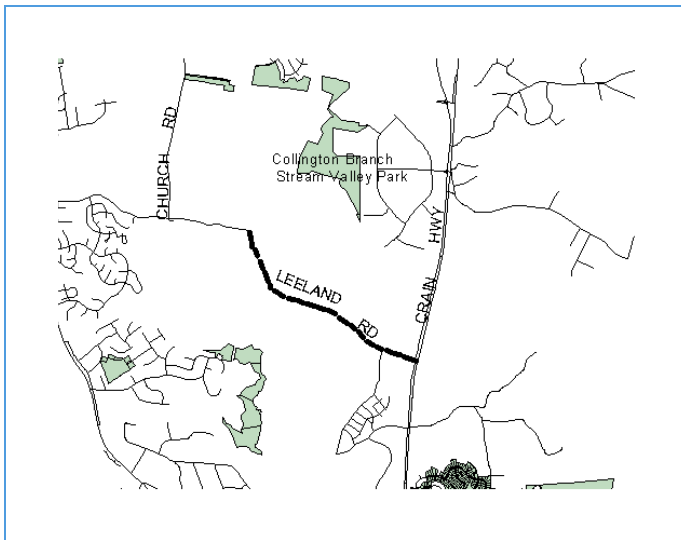 CHURCH RD
Collington Branch
Stream Valley Park
CRAIN HWY
LEELAND RD